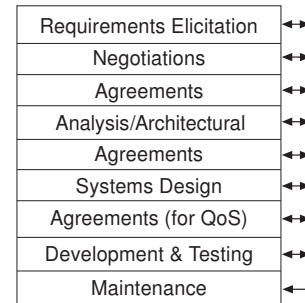 Requirements Elicitation
Negotiations
Agreements
Analysis/Architectural
Agreements
Systems Design
Agreements (for QoS)
Development & Testing
Maintenance